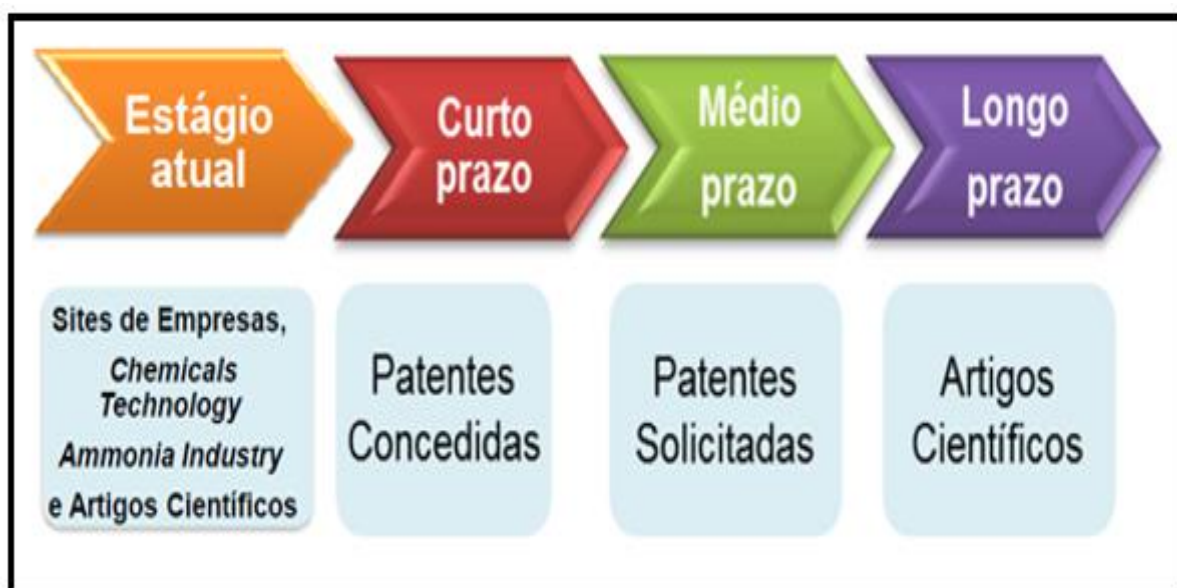 Estágio
atual
Curto
prazo
Médio
prazo
Longo
prazo
Sites de Empresas,
Chemicals
Technology
Ammonia Industry
e Artigos Científicos
Patentes
Concedidas
Patentes
Solicitadas
Artigos
Científicos